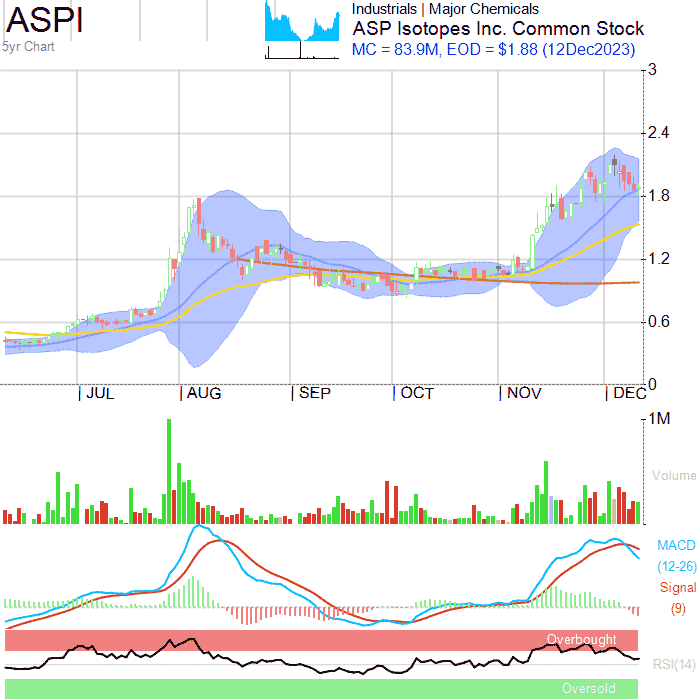 ASPI
5yr Chart
Industrials | Major Chemicals
ASP Isotopes Inc. Common Stock
MC = 83.9M, EOD = $1.88 (12Dec2023)
3
2.4
1.8
1.2
0.6
0
JUL AUG SEP OCT NOV DEC
1M
Volume
MACD
(12-26)
Signal
(9)
Overbought
RSI(14)
Oversold